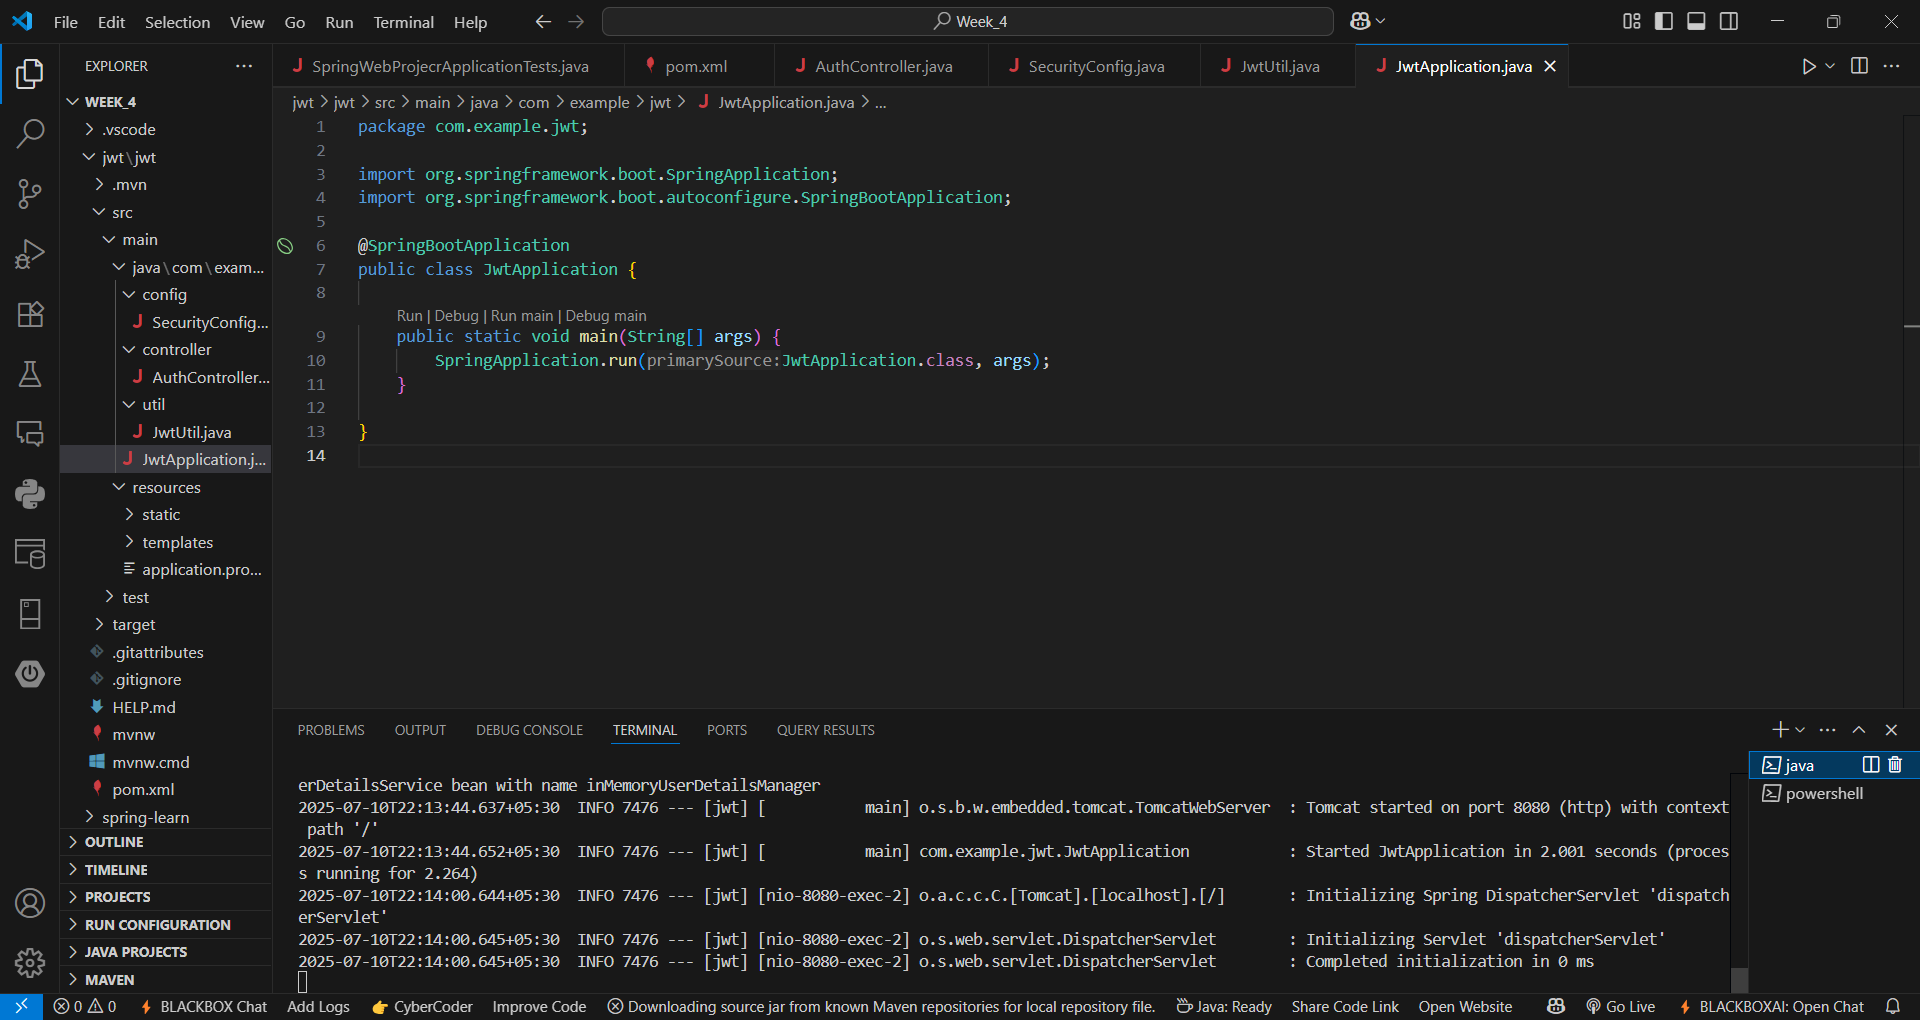 File Edit Selection View Go Run Terminal Help
Week_4
EXPLORER
SpringWebProjecrApplicationTests.java
pom.xml
AuthController.java
SecurityConfig.java
JwtUtil.java
JwtApplication.java
WEEK_4
.vscode
jwt\jwt
.mvn
src
main
java\com\exam...
config
SecurityConfig...
controller
AuthController...
util
JwtUtil.java
JwtApplication.j...
resources
static
templates
application.pro...
test
target
.gitattributes
.gitignore
HELP.md
mvnw
mvnw.cmd
pom.xml
spring-learn
OUTLINE
TIMELINE
PROJECTS
RUN CONFIGURATION
JAVA PROJECTS
MAVEN
jwt > jwt > src > main > java > com > example > jwt > JwtApplication.java > ...
1 package com.example.jwt;
2
3 import org.springframework.boot.SpringApplication;
4 import org.springframework.boot.autoconfigure.SpringBootApplication;
5
6 @SpringBootApplication
7 public class JwtApplication {
8
Run | Debug | Run main | Debug main
9 public static void main(String[] args) {
10 SpringApplication.run(primarySource:JwtApplication.class, args);
11 }
12
13 }
14
PROBLEMS OUTPUT DEBUG CONSOLE TERMINAL PORTS QUERY RESULTS
erDetailsService bean with name inMemoryUserDetailsManager
2025-07-10T22:13:44.637+05:30  INFO 7476 --- [jwt] [           main] o.s.b.w.embedded.tomcat.TomcatWebServer  : Tomcat started on port 8080 (http) with context
path '/'
2025-07-10T22:13:44.652+05:30  INFO 7476 --- [jwt] [           main] com.example.jwt.JwtApplication           : Started JwtApplication in 2.001 seconds (proces
s running for 2.264)
2025-07-10T22:14:00.644+05:30  INFO 7476 --- [jwt] [nio-8080-exec-2] o.a.c.c.C.[Tomcat].[localhost].[/]       : Initializing Spring DispatcherServlet 'dispatch
erServlet'
2025-07-10T22:14:00.645+05:30  INFO 7476 --- [jwt] [nio-8080-exec-2] o.s.web.servlet.DispatcherServlet        : Initializing Servlet 'dispatcherServlet'
2025-07-10T22:14:00.645+05:30  INFO 7476 --- [jwt] [nio-8080-exec-2] o.s.web.servlet.DispatcherServlet        : Completed initialization in 0 ms
java
powershell
0 0 BLACKBOX Chat Add Logs CyberCoder Improve Code Downloading source jar from known Maven repositories for local repository file. Java: Ready Share Code Link Open Website Go Live BLACKBOXAI: Open Chat